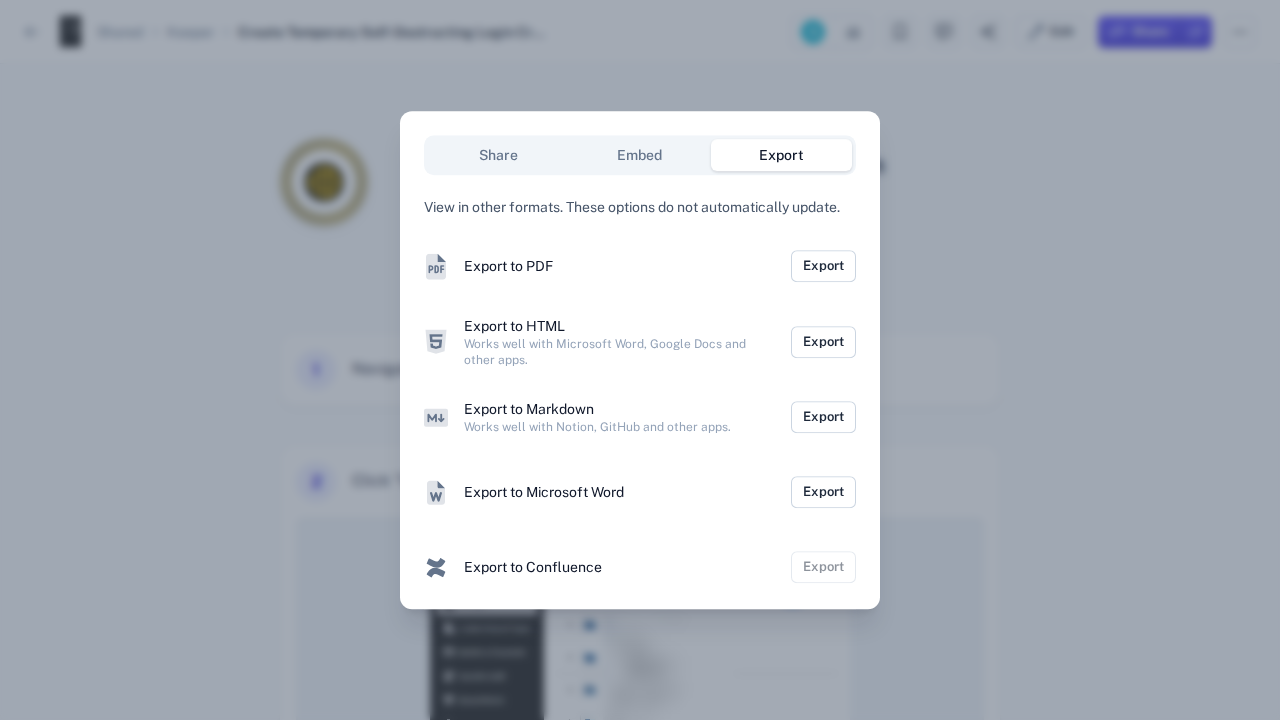 Share
Embed
Export
View in other formats. These options do not automatically update.
PDF
Export to PDF
Export
Export to HTML
Works well with Microsoft Word, Google Docs and
other apps.
Export
Export to Markdown
Works well with Notion, GitHub and other apps.
Export
W
Export to Microsoft Word
Export
Export to Confluence
Export